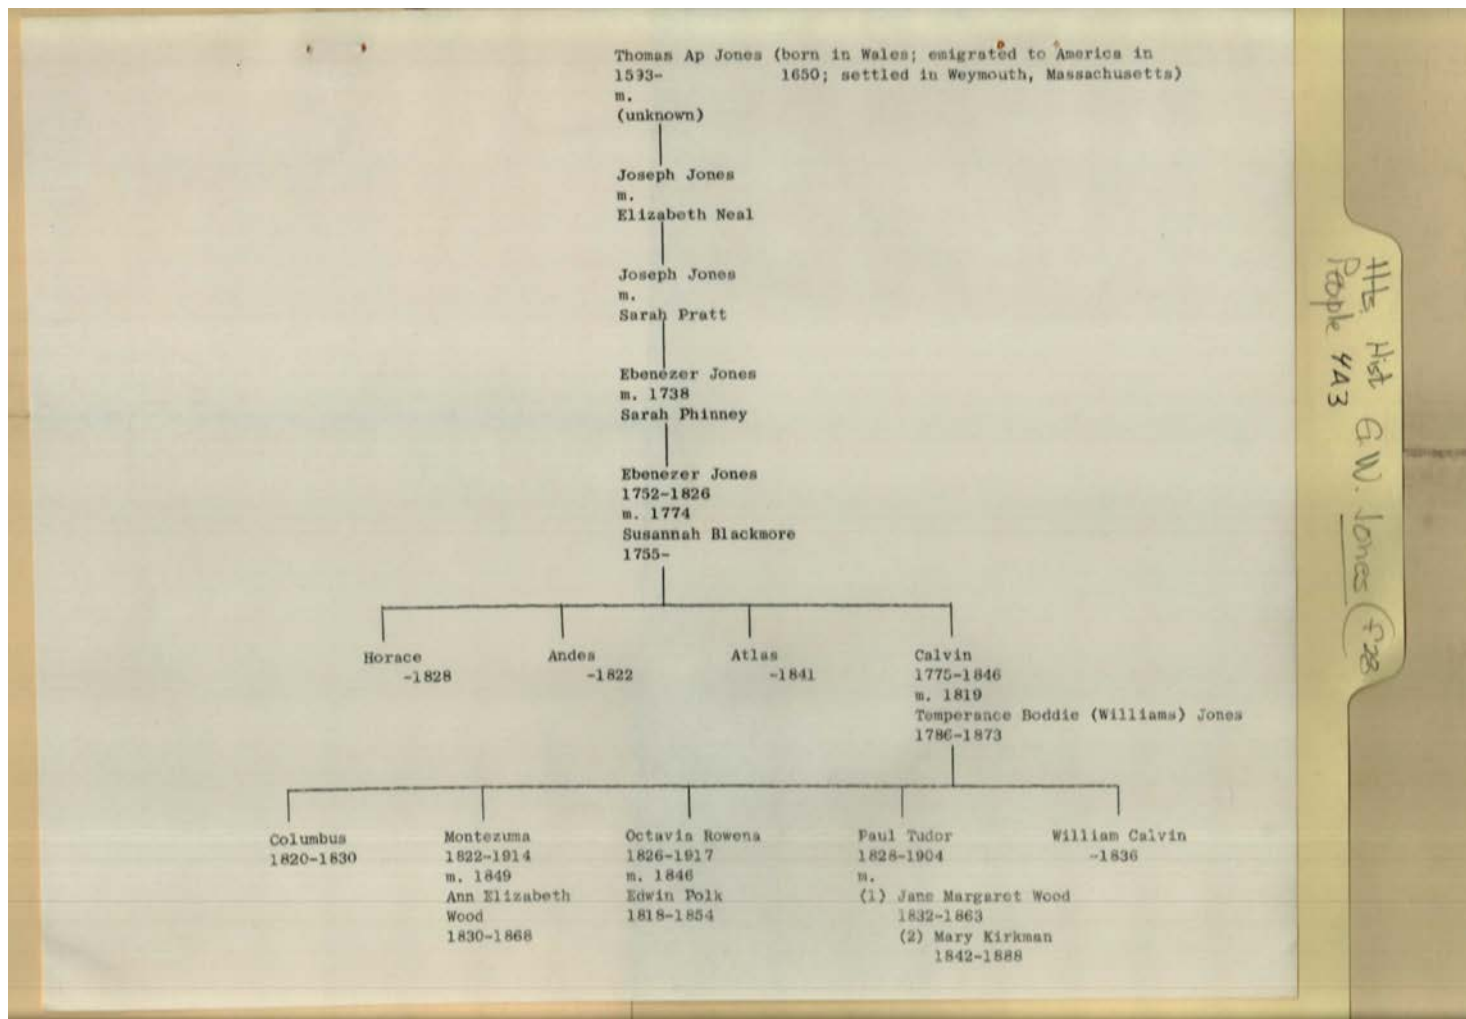 Thomas Ap Jones (born in Wales; emigrated to America in
1593- 1650; settled in Weymouth, Massachusetts)
m.
(unknown)
Joseph Jones
m.
Elizabeth Neal
Joseph Jones
m.
Sarah Pratt
Ebenezer Jones
m. 1738
Sarah Phinney
Ebenezer Jones
1752-1826
m. 1774
Susannah Blackmore
1755-
Horace
-1828
Andes
-1822
Atlas
-1841
Calvin
1775-1846
m. 1819
Temperance Boddie (Williams) Jones
1786-1873
Columbus
1820-1830
Montezuma
1822-1914
m. 1849
Ann Elizabeth
Wood
1830-1868
Octavia Rowena
1826-1917
m. 1846
Edwin Polk
1818-1854
Paul Tudor
1828-1904
m.
(1) Jane Margaret Wood
1832-1863
(2) Mary Kirkman
1842-1888
William Calvin
-1836
Hist G.W. Jones
People 4A3